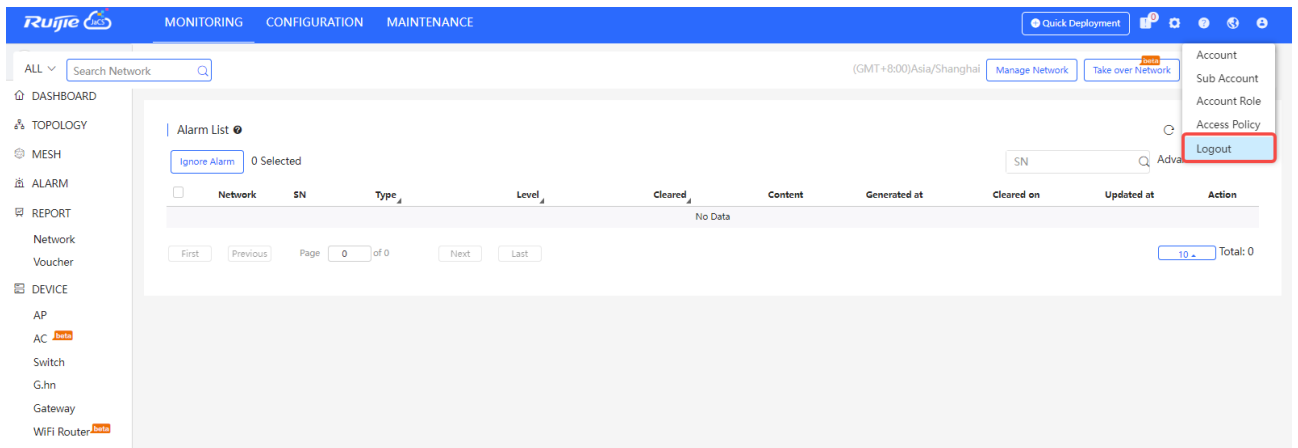 Ruijie JaCS MONITORING CONFIGURATION MAINTENANCE Quick Deployment 0
ALL Search Network (GMT+8:00)Asia/Shanghai Manage Network Take over Network beta
Account
Sub Account
Account Role
Access Policy
Logout
DASHBOARD
TOPOLOGY
MESH
ALARM
REPORT
Network
Voucher
DEVICE
AP
AC beta
Switch
G.hn
Gateway
WiFi Router beta
Alarm List
Ignore Alarm 0 Selected SN Adva
Network SN Type Level Cleared Content Generated at Cleared on Updated at Action
No Data
First Previous Page 0 of 0 Next Last 10 Total: 0